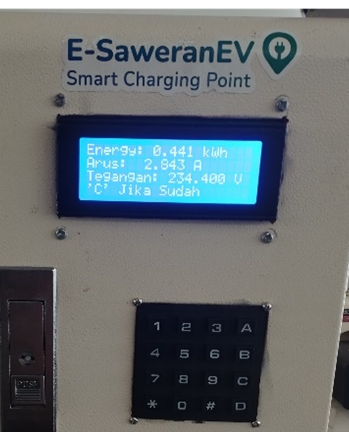 E-SaweranEV
Smart Charging Point
Energy: 0.441 kWh
Arus: 2.843 A
Tegangan: 234.400 V
'C' Jika Sudah
1 2 3 A
4 5 6 B
7 8 9 C
* 0 # D